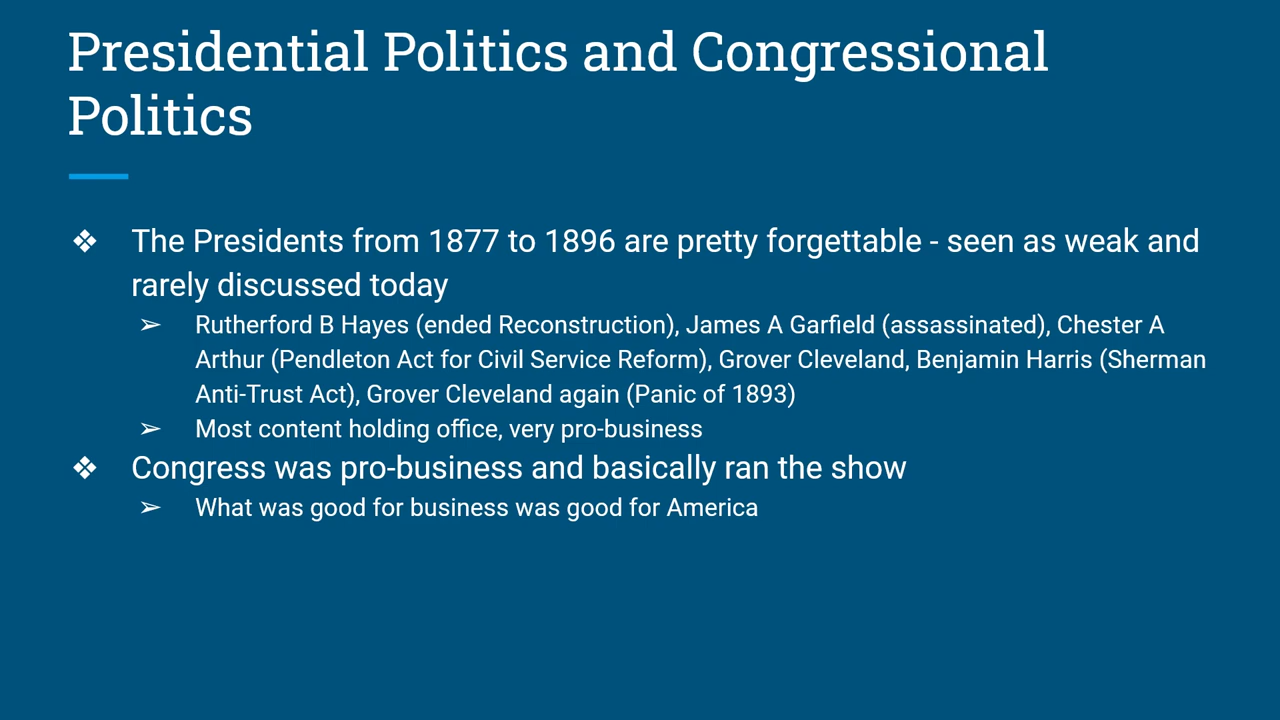 Presidential Politics and Congressional
Politics
❖ The Presidents from 1877 to 1896 are pretty forgettable - seen as weak and
rarely discussed today
➢ Rutherford B Hayes (ended Reconstruction), James A Garfield (assassinated), Chester A
Arthur (Pendleton Act for Civil Service Reform), Grover Cleveland, Benjamin Harris (Sherman
Anti-Trust Act), Grover Cleveland again (Panic of 1893)
➢ Most content holding office, very pro-business
❖ Congress was pro-business and basically ran the show
➢ What was good for business was good for America